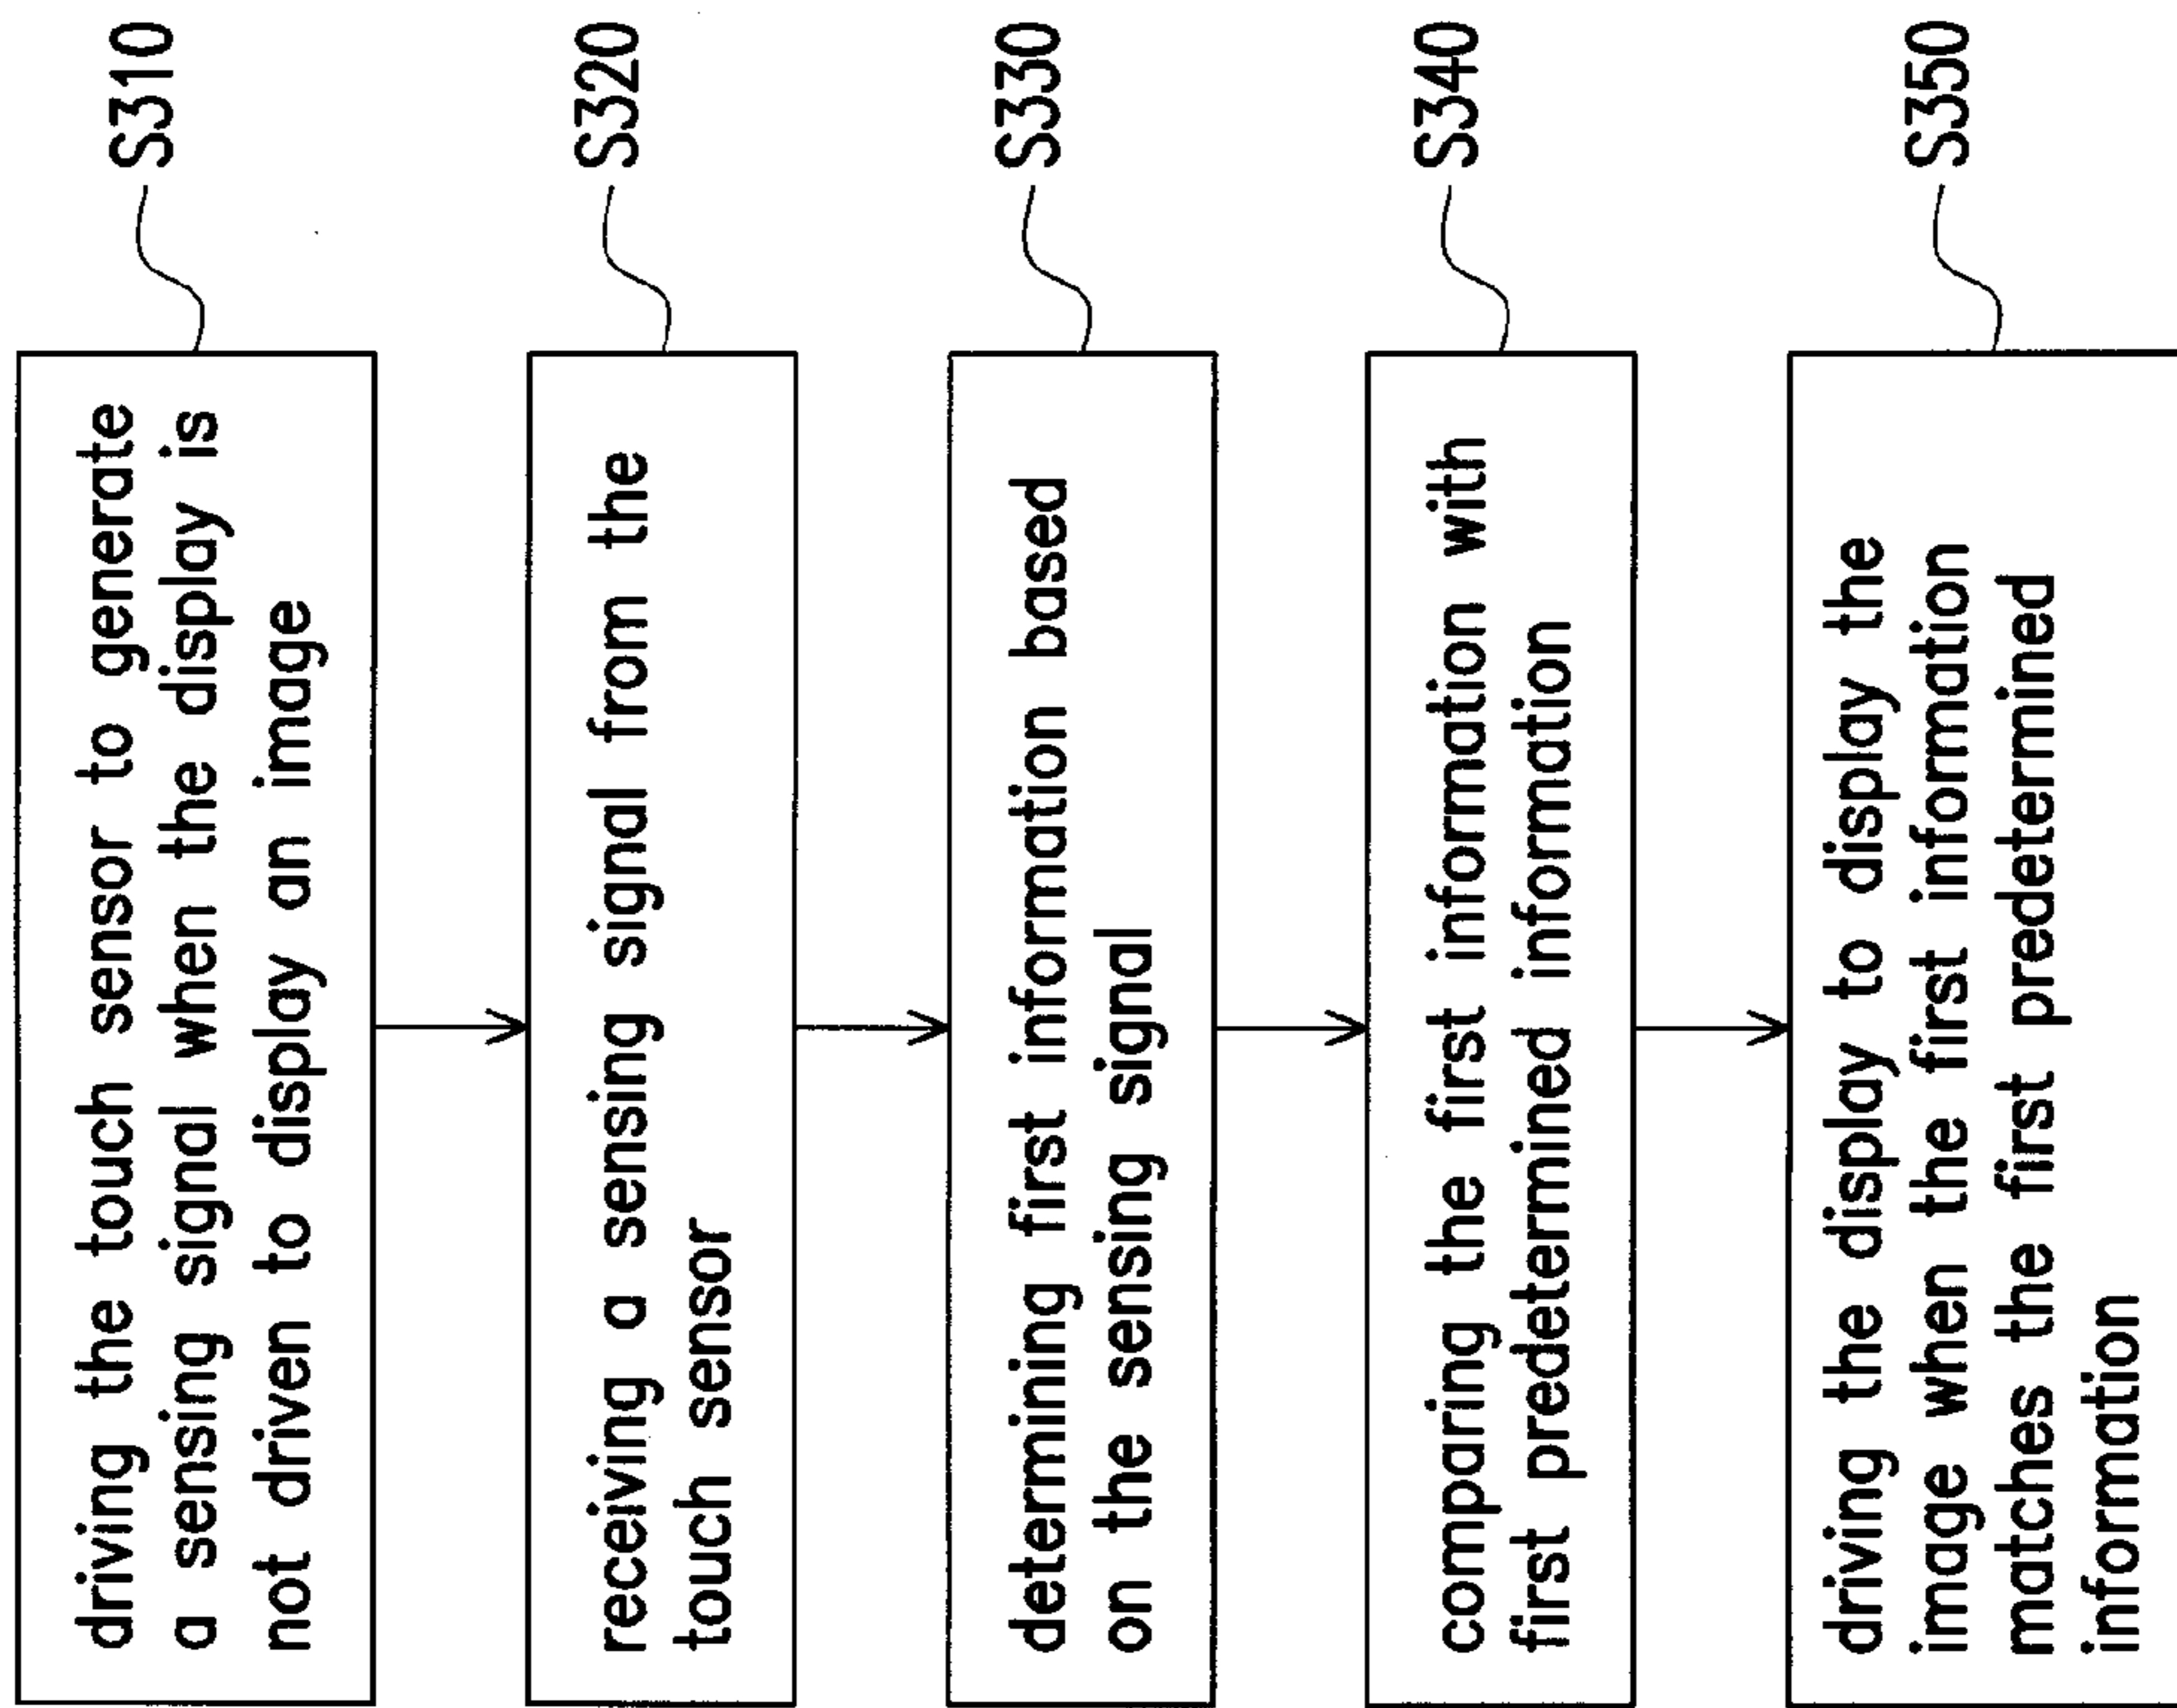 driving the touch sensor to generate
a sensing signal when the display is
not driven to display an image
S310
receiving a sensing signal from the
touch sensor
S320
determining first information based
on the sensing signal
S330
comparing the first information with
first predetermined information
S340
driving the display to display the
image when the first information
matches the first predetermined
information
S350